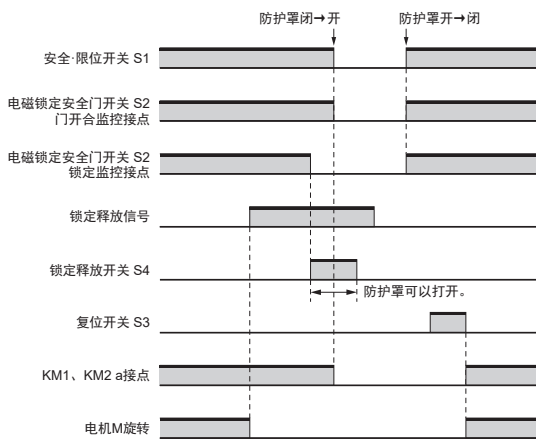 防护罩闭→开
防护罩开→闭
安全·限位开关 S1
电磁锁定安全门开关 S2
门开合监控接点
电磁锁定安全门开关 S2
锁定监控接点
锁定释放信号
锁定释放开关 S4
防护罩可以打开。
复位开关 S3
KM1、KM2 a接点
电机M旋转